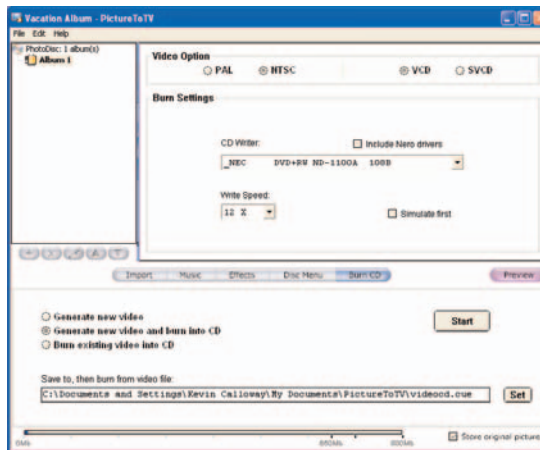 Vacation Album - PictureToTV
File Edit Help
PhotoDisc: 1 album(s)
Album 1
Video Option
PAL NTSC VCD SVCD
Burn Settings
CD Writer: Include Nero drivers
_NEC DVD+RW ND-1100A 108B
Write Speed:
12 X Simulate first
Import Music Effects Disc Menu Burn CD Preview
Generate new video
Generate new video and burn into CD
Burn existing video into CD
Start
Save to, then burn from video file:
C:\Documents and Settings\Kevin Calloway\My Documents\PictureToTV\videocd.cue Set
0Mb 650Mb 800Mb Store original picture